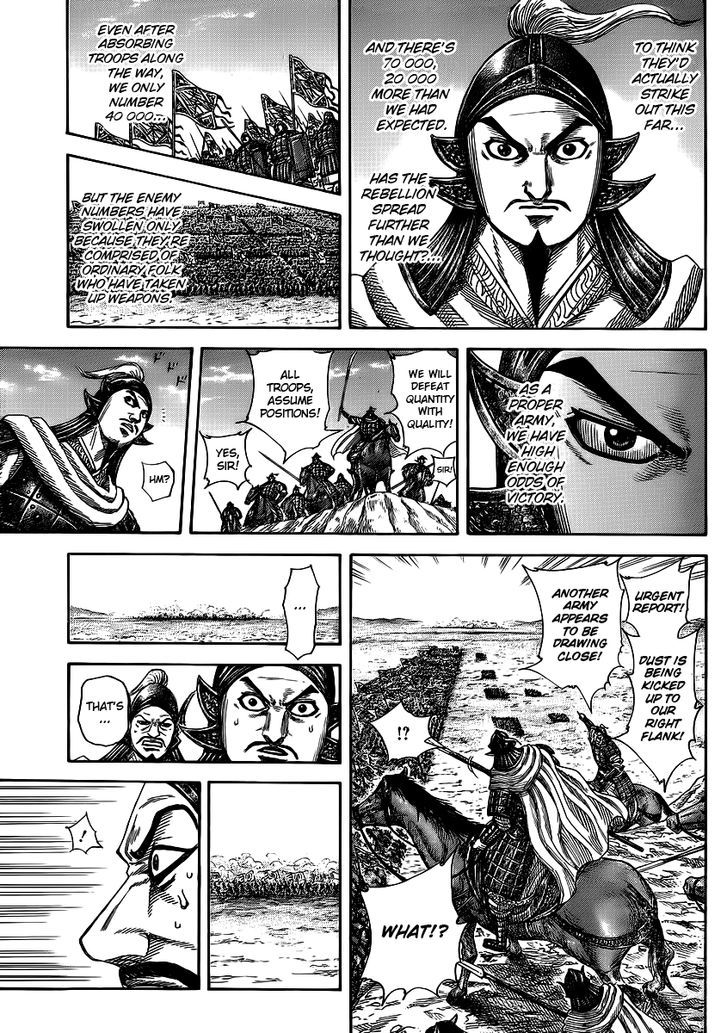 TO THINK
THEY'D
ACTUALLY
STRIKE
OUT THIS
FAR...
AND THERE'S
70 000,
20 000
MORE THAN
WE HAD
EXPECTED.
HAS THE
REBELLION
SPREAD
FURTHER
THAN WE
THOUGHT?...
EVEN AFTER
ABSORBING
TROOPS ALONG
THE WAY,
WE ONLY
NUMBER
40 000...
BUT THE ENEMY
NUMBERS HAVE
SWOLLEN ONLY
BECAUSE THEY'RE
COMPRISED OF
ORDINARY FOLK
WHO HAVE TAKEN
UP WEAPONS.
AS A
PROPER
ARMY,
WE HAVE
HIGH
ENOUGH
ODDS OF
VICTORY.
WE WILL
DEFEAT
QUANTITY
WITH
QUALITY!
SIR!
ALL
TROOPS,
ASSUME
POSITIONS!
YES,
SIR!
HM?
URGENT
REPORT!
DUST IS
BEING
KICKED
UP TO
OUR
RIGHT
FLANK!
ANOTHER
ARMY
APPEARS
TO BE
DRAWING
CLOSE!
!?
WHAT!?
...
THAT'S
...
!